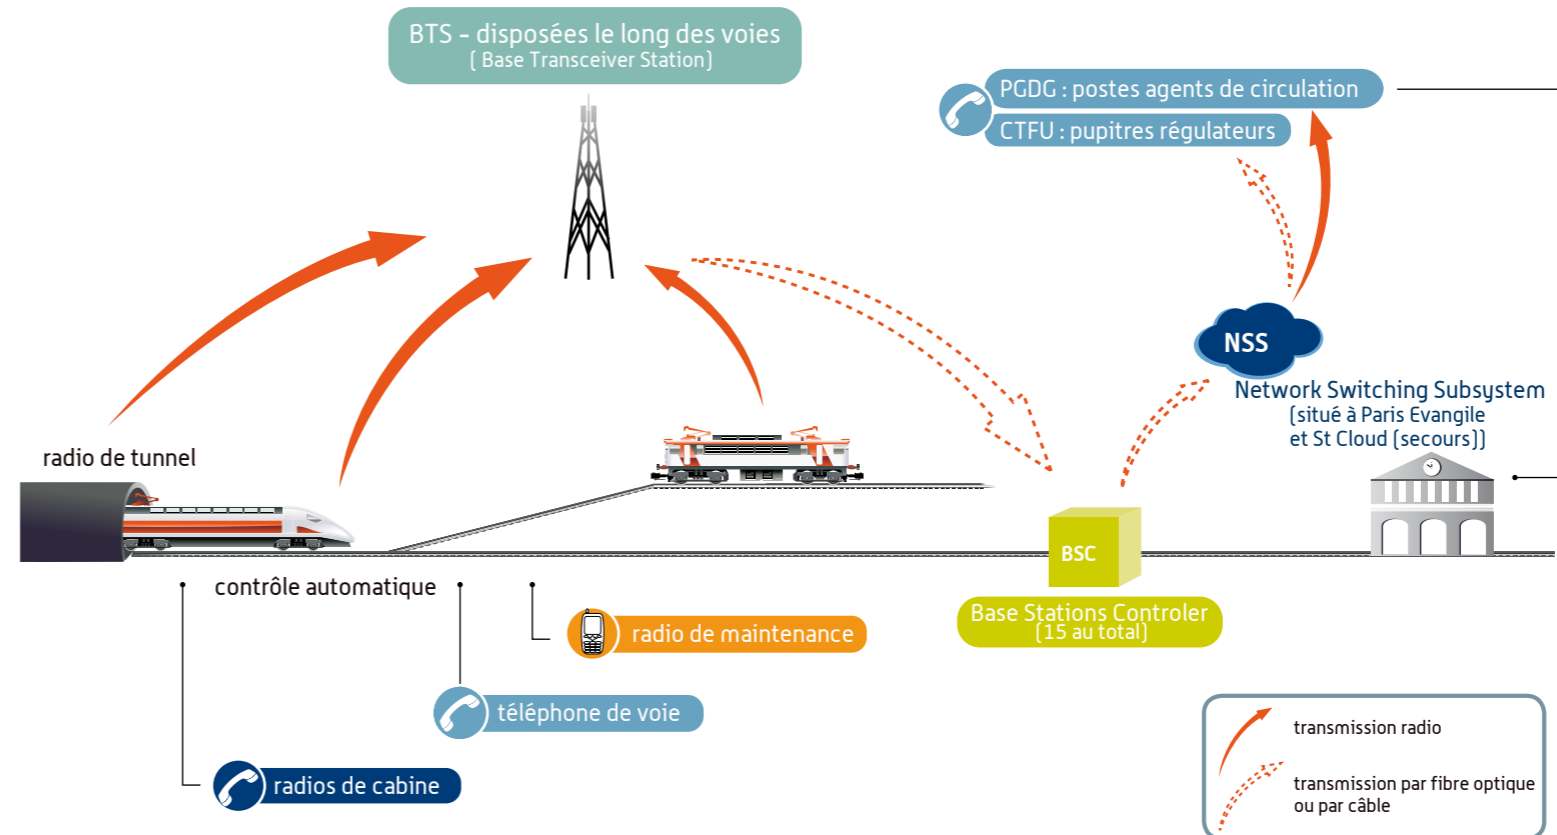 BTS - disposées le long des voies
( Base Transceiver Station)
PGDG : postes agents de circulation
CTFU : pupitres régulateurs
NSS
Network Switching Subsystem
(situé à Paris Evangile
et St Cloud (secours))
radio de tunnel
contrôle automatique
BSC
Base Stations Controler
(15 au total)
radio de maintenance
téléphone de voie
radios de cabine
transmission radio
transmission par fibre optique
ou par câble